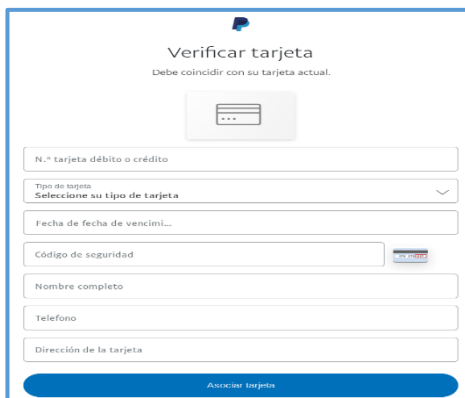 Verificar tarjeta
Debe coincidir con su tarjeta actual.
N.º tarjeta débito o crédito
Tipo de tarjeta
Seleccione su tipo de tarjeta
Fecha de fecha de vencimi...
Código de seguridad
Nombre completo
Telefono
Dirección de la tarjeta
Asociar tarjeta